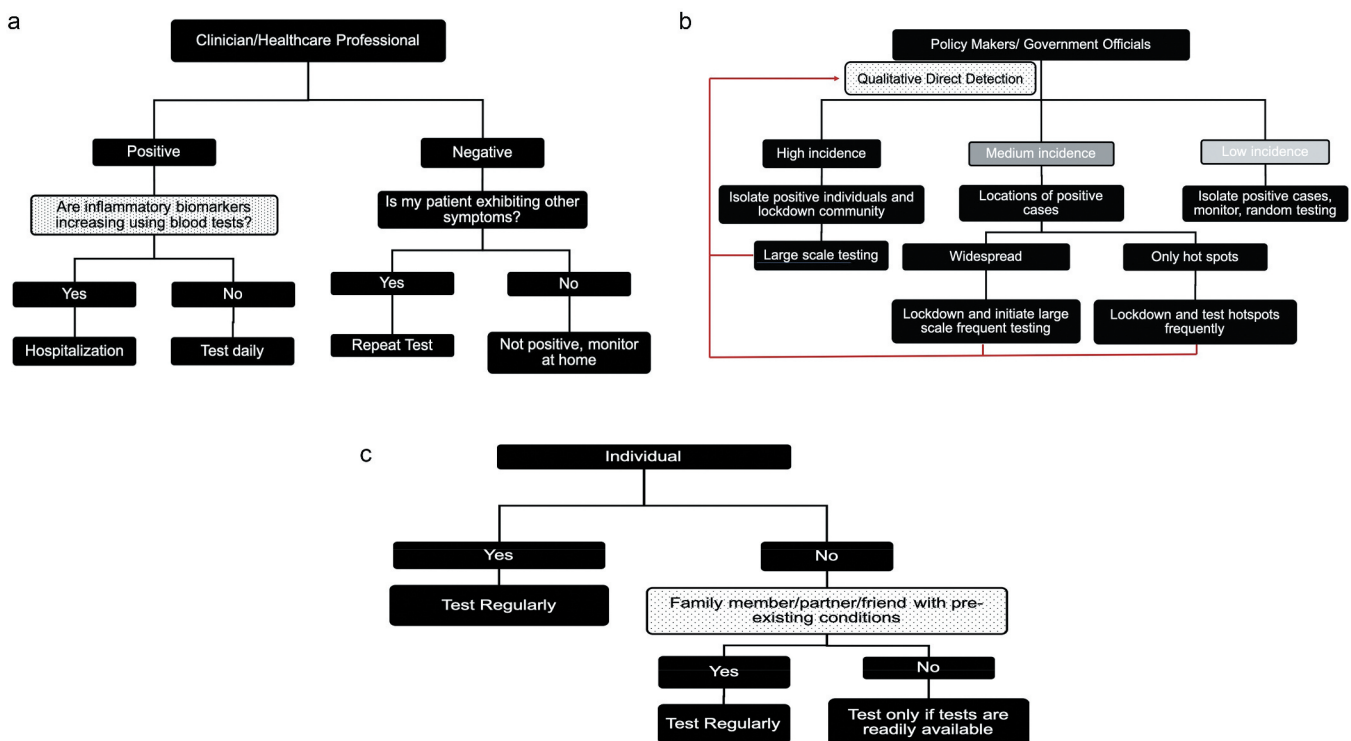 a
Clinician/Healthcare Professional
Positive
Negative
Are inflammatory biomarkers
increasing using blood tests?
Is my patient exhibiting other
symptoms?
Yes
No
Yes
No
Hospitalization
Test daily
Repeat Test
Not positive, monitor
at home
b
Policy Makers/ Government Officials
Qualitative Direct Detection
High incidence
Medium incidence
Low incidence
Isolate positive individuals and
lockdown community
Locations of positive
cases
Isolate positive cases,
monitor, random testing
Large scale testing
Widespread
Only hot spots
Lockdown and initiate large
scale frequent testing
Lockdown and test hotspots
frequently
c
Individual
Yes
No
Test Regularly
Family member/partner/friend with pre-
existing conditions
Yes
No
Test Regularly
Test only if tests are
readily available